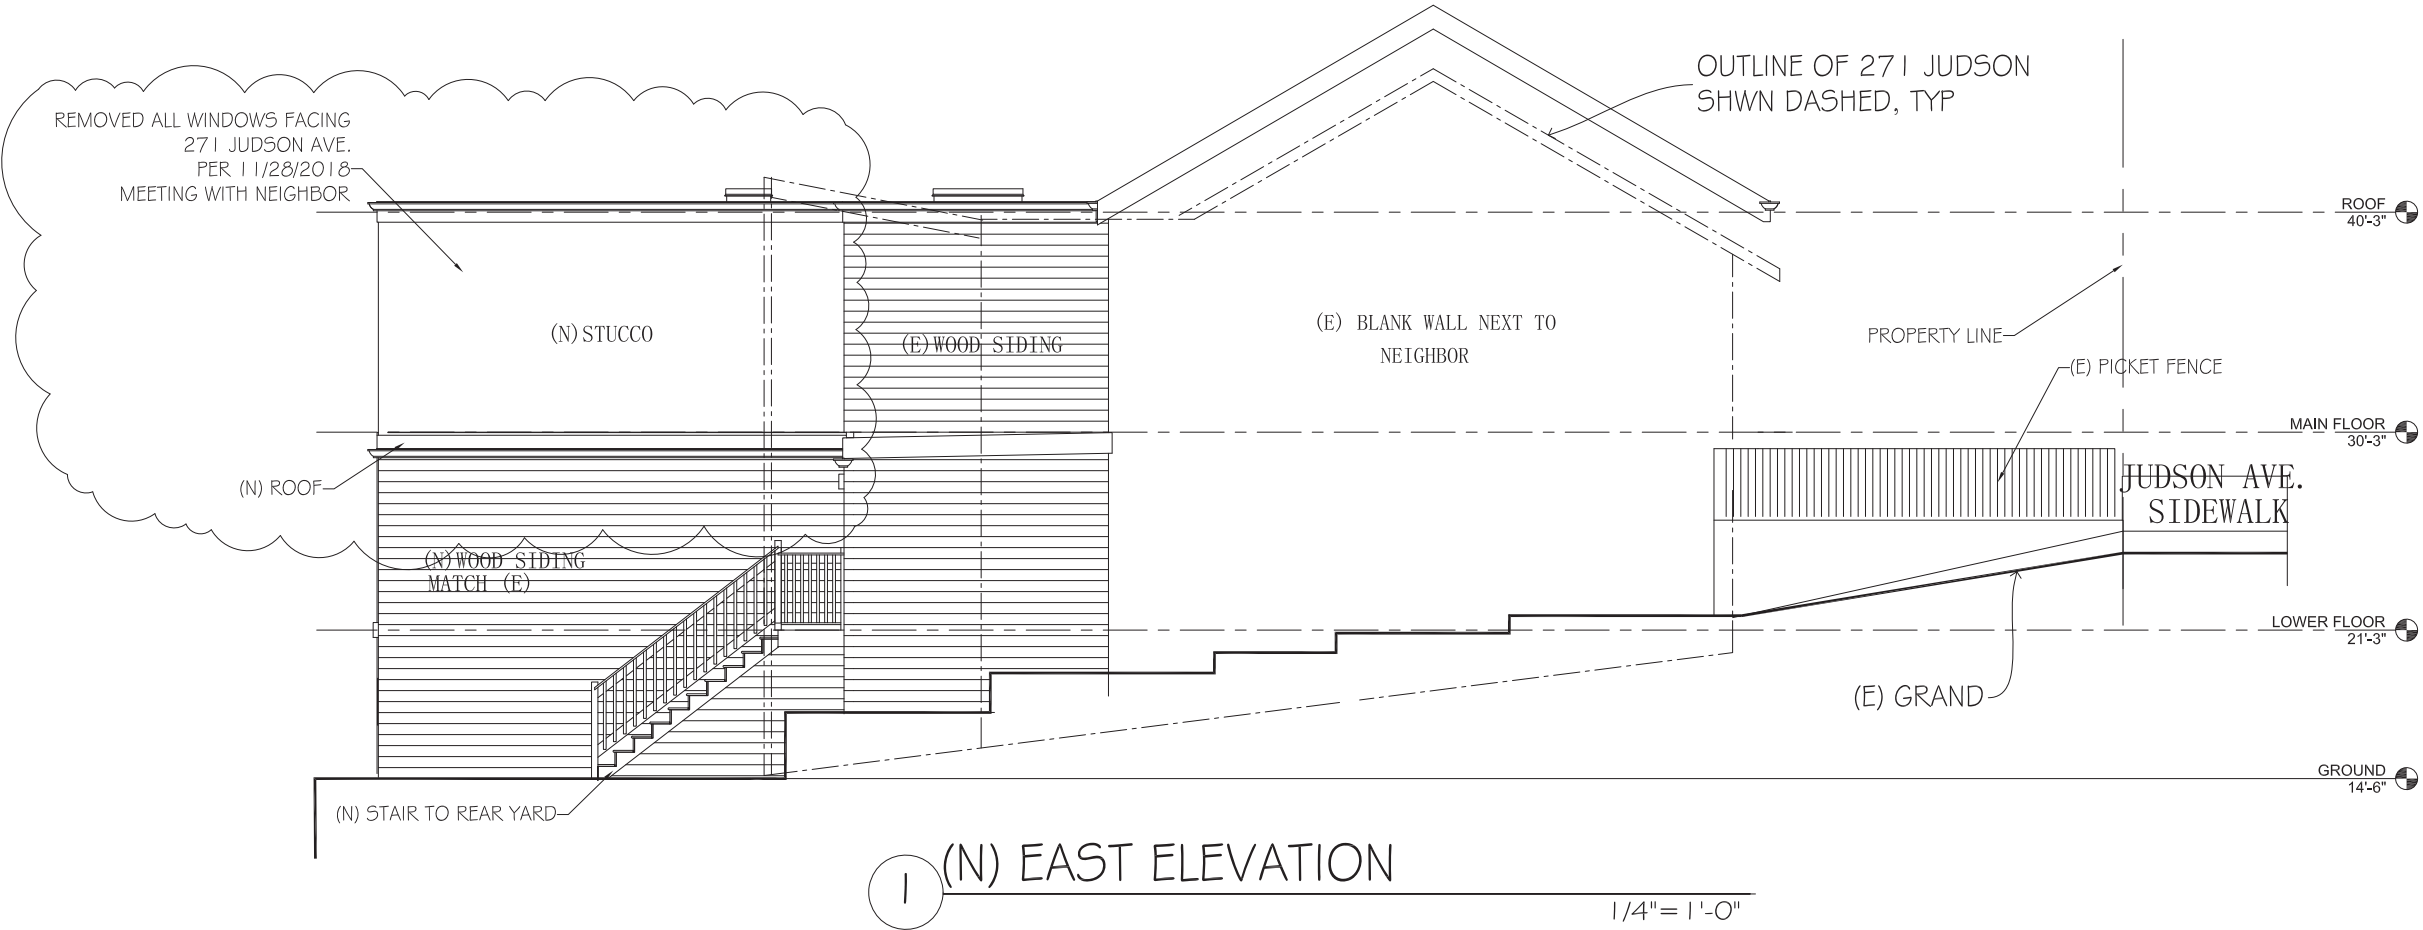 OUTLINE OF 271 JUDSON
SHWN DASHED, TYP
REMOVED ALL WINDOWS FACING
271 JUDSON AVE.
PER 11/28/2018
MEETING WITH NEIGHBOR
ROOF
40'-3"
(N) STUCCO
(E) WOOD SIDING
(E) BLANK WALL NEXT TO
NEIGHBOR
PROPERTY LINE
(E) PICKET FENCE
MAIN FLOOR
30'-3"
(N) ROOF
JUDSON AVE.
SIDEWALK
(N) WOOD SIDING
MATCH (E)
LOWER FLOOR
21'-3"
(E) GRAND
GROUND
14'-6"
(N) STAIR TO REAR YARD
1
(N) EAST ELEVATION
1/4"=1'-0"